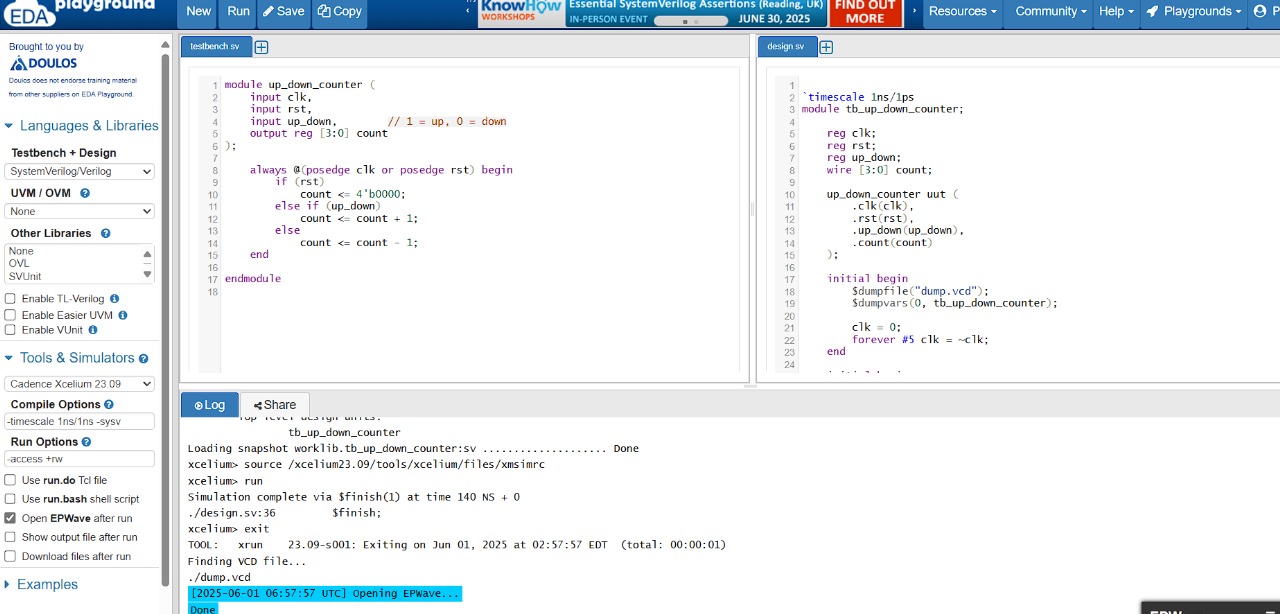 playground
EDA
New
Run
Save
Copy
KnowHow
WORKSHOPS
Essential SystemVerilog Assertions (Reading, UK)
IN-PERSON EVENT
JUNE 30, 2025
FIND OUT
MORE
Resources
Community
Help
Playgrounds
Brought to you by
DOULOS
Doulos does not endorse training material
from other suppliers on EDA Playground.
Languages & Libraries
Testbench + Design
SystemVerilog/Verilog
UVM / OVM
None
Other Libraries
None
OVL
SVUnit
Enable TL-Verilog
Enable Easier UVM
Enable VUnit
Tools & Simulators
Cadence Xcelium 23.09
Compile Options
-timescale 1ns/1ns -sysv
Run Options
-access +rw
Use run.do Tcl file
Use run.bash shell script
Open EPWave after run
Show output file after run
Download files after run
Examples
testbench sv
1 module up_down_counter (
2 input clk,
3 input rst,
4 input up_down, // 1 = up, 0 = down
5 output reg [3:0] count
6 );
7
8 always @(posedge clk or posedge rst) begin
9 if (rst)
10 count <= 4'b0000;
11 else if (up_down)
12 count <= count + 1;
13 else
14 count <= count - 1;
15 end
16
17 endmodule
18
design sv
1
2 `timescale 1ns/1ps
3 module tb_up_down_counter;
4
5 reg clk;
6 reg rst;
7 reg up_down;
8 wire [3:0] count;
9
10 up_down_counter uut (
11 .clk(clk),
12 .rst(rst),
13 .up_down(up_down),
14 .count(count)
15 );
16
17 initial begin
18 $dumpfile("dump.vcd");
19 $dumpvars(0, tb_up_down_counter);
20
21 clk = 0;
22 forever #5 clk = ~clk;
23 end
24
Log
Share
Top level design units:
tb_up_down_counter
Loading snapshot worklib.tb_up_down_counter:sv .................... Done
xcelium> source /xcelium23.09/tools/xcelium/files/xmsimrc
xcelium> run
Simulation complete via $finish(1) at time 140 NS + 0
./design.sv:36 $finish;
xcelium> exit
TOOL: xrun 23.09-s001: Exiting on Jun 01, 2025 at 02:57:57 EDT (total: 00:00:01)
Finding VCD file...
./dump.vcd
[2025-06-01 06:57:57 UTC] Opening EPWave...
Done